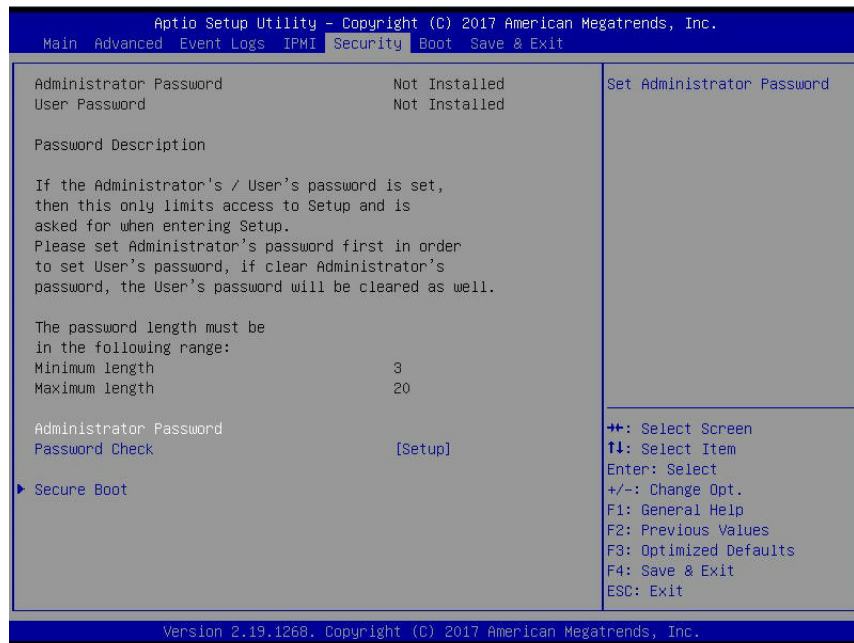 Aptio Setup Utility – Copyright (C) 2017 American Megatrends, Inc.
Main Advanced Event Logs IPMI Security Boot Save & Exit
Administrator Password Not Installed
User Password Not Installed
Password Description
If the Administrator's / User's password is set,
then this only limits access to Setup and is
asked for when entering Setup.
Please set Administrator's password first in order
to set User's password, if clear Administrator's
password, the User's password will be cleared as well.
The password length must be
in the following range:
Minimum length 3
Maximum length 20
Administrator Password
Password Check [Setup]
Secure Boot
Set Administrator Password
→←: Select Screen
↑↓: Select Item
Enter: Select
+/-: Change Opt.
F1: General Help
F2: Previous Values
F3: Optimized Defaults
F4: Save & Exit
ESC: Exit
Version 2.19.1268. Copyright (C) 2017 American Megatrends, Inc.